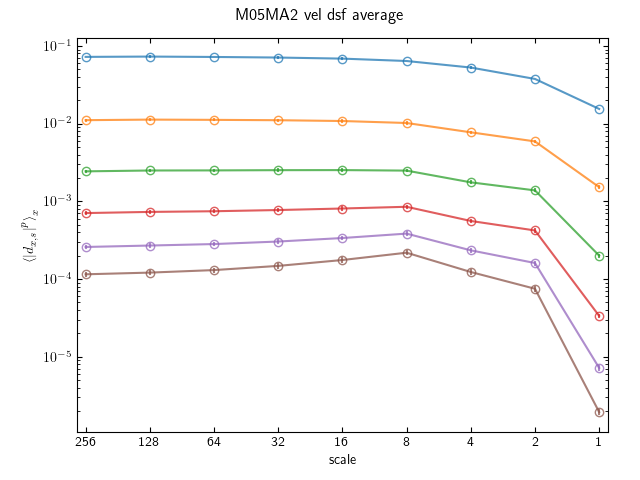 M05MA2 vel dsf average
10⁻¹
10⁻²
10⁻³
10⁻⁴
10⁻⁵
⟨|d_{x,s}|^p⟩_x
256 128 64 32 16 8 4 2 1
scale